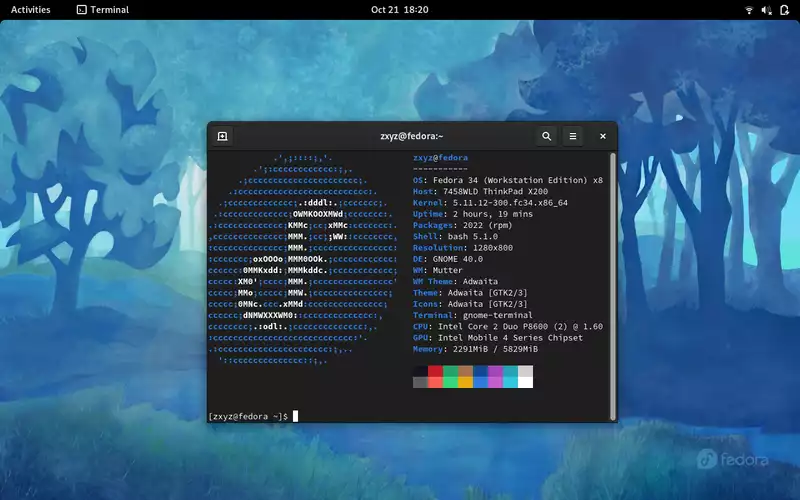 Activities Terminal Oct 21 18:20
zxyz@fedora:~
zxyz@fedora
-----------
OS: Fedora 34 (Workstation Edition) x8
Host: 7458WLD ThinkPad X200
Kernel: 5.11.12-300.fc34.x86_64
Uptime: 2 hours, 19 mins
Packages: 2022 (rpm)
Shell: bash 5.1.0
Resolution: 1280x800
DE: GNOME 40.0
WM: Mutter
WM Theme: Adwaita
Theme: Adwaita [GTK2/3]
Icons: Adwaita [GTK2/3]
Terminal: gnome-terminal
CPU: Intel Core 2 Duo P8600 (2) @ 1.60
GPU: Intel Mobile 4 Series Chipset
Memory: 2291MiB / 5829MiB
[zxyz@fedora ~]$
fedora